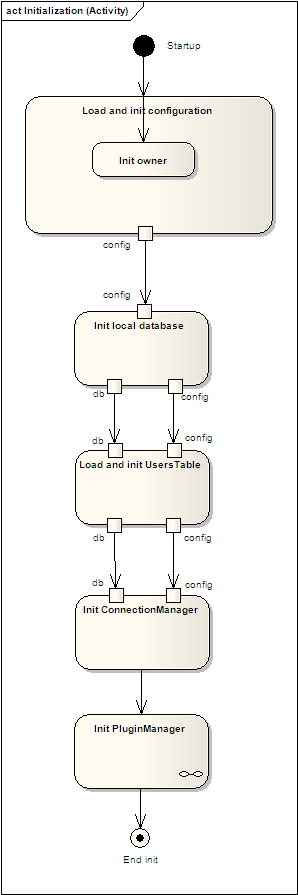 act Initialization (Activity)
Startup
Load and init configuration
Init owner
config
config
Init local database
db
config
db
config
Load and init UsersTable
db
config
db
config
Init ConnectionManager
Init PluginManager
End init